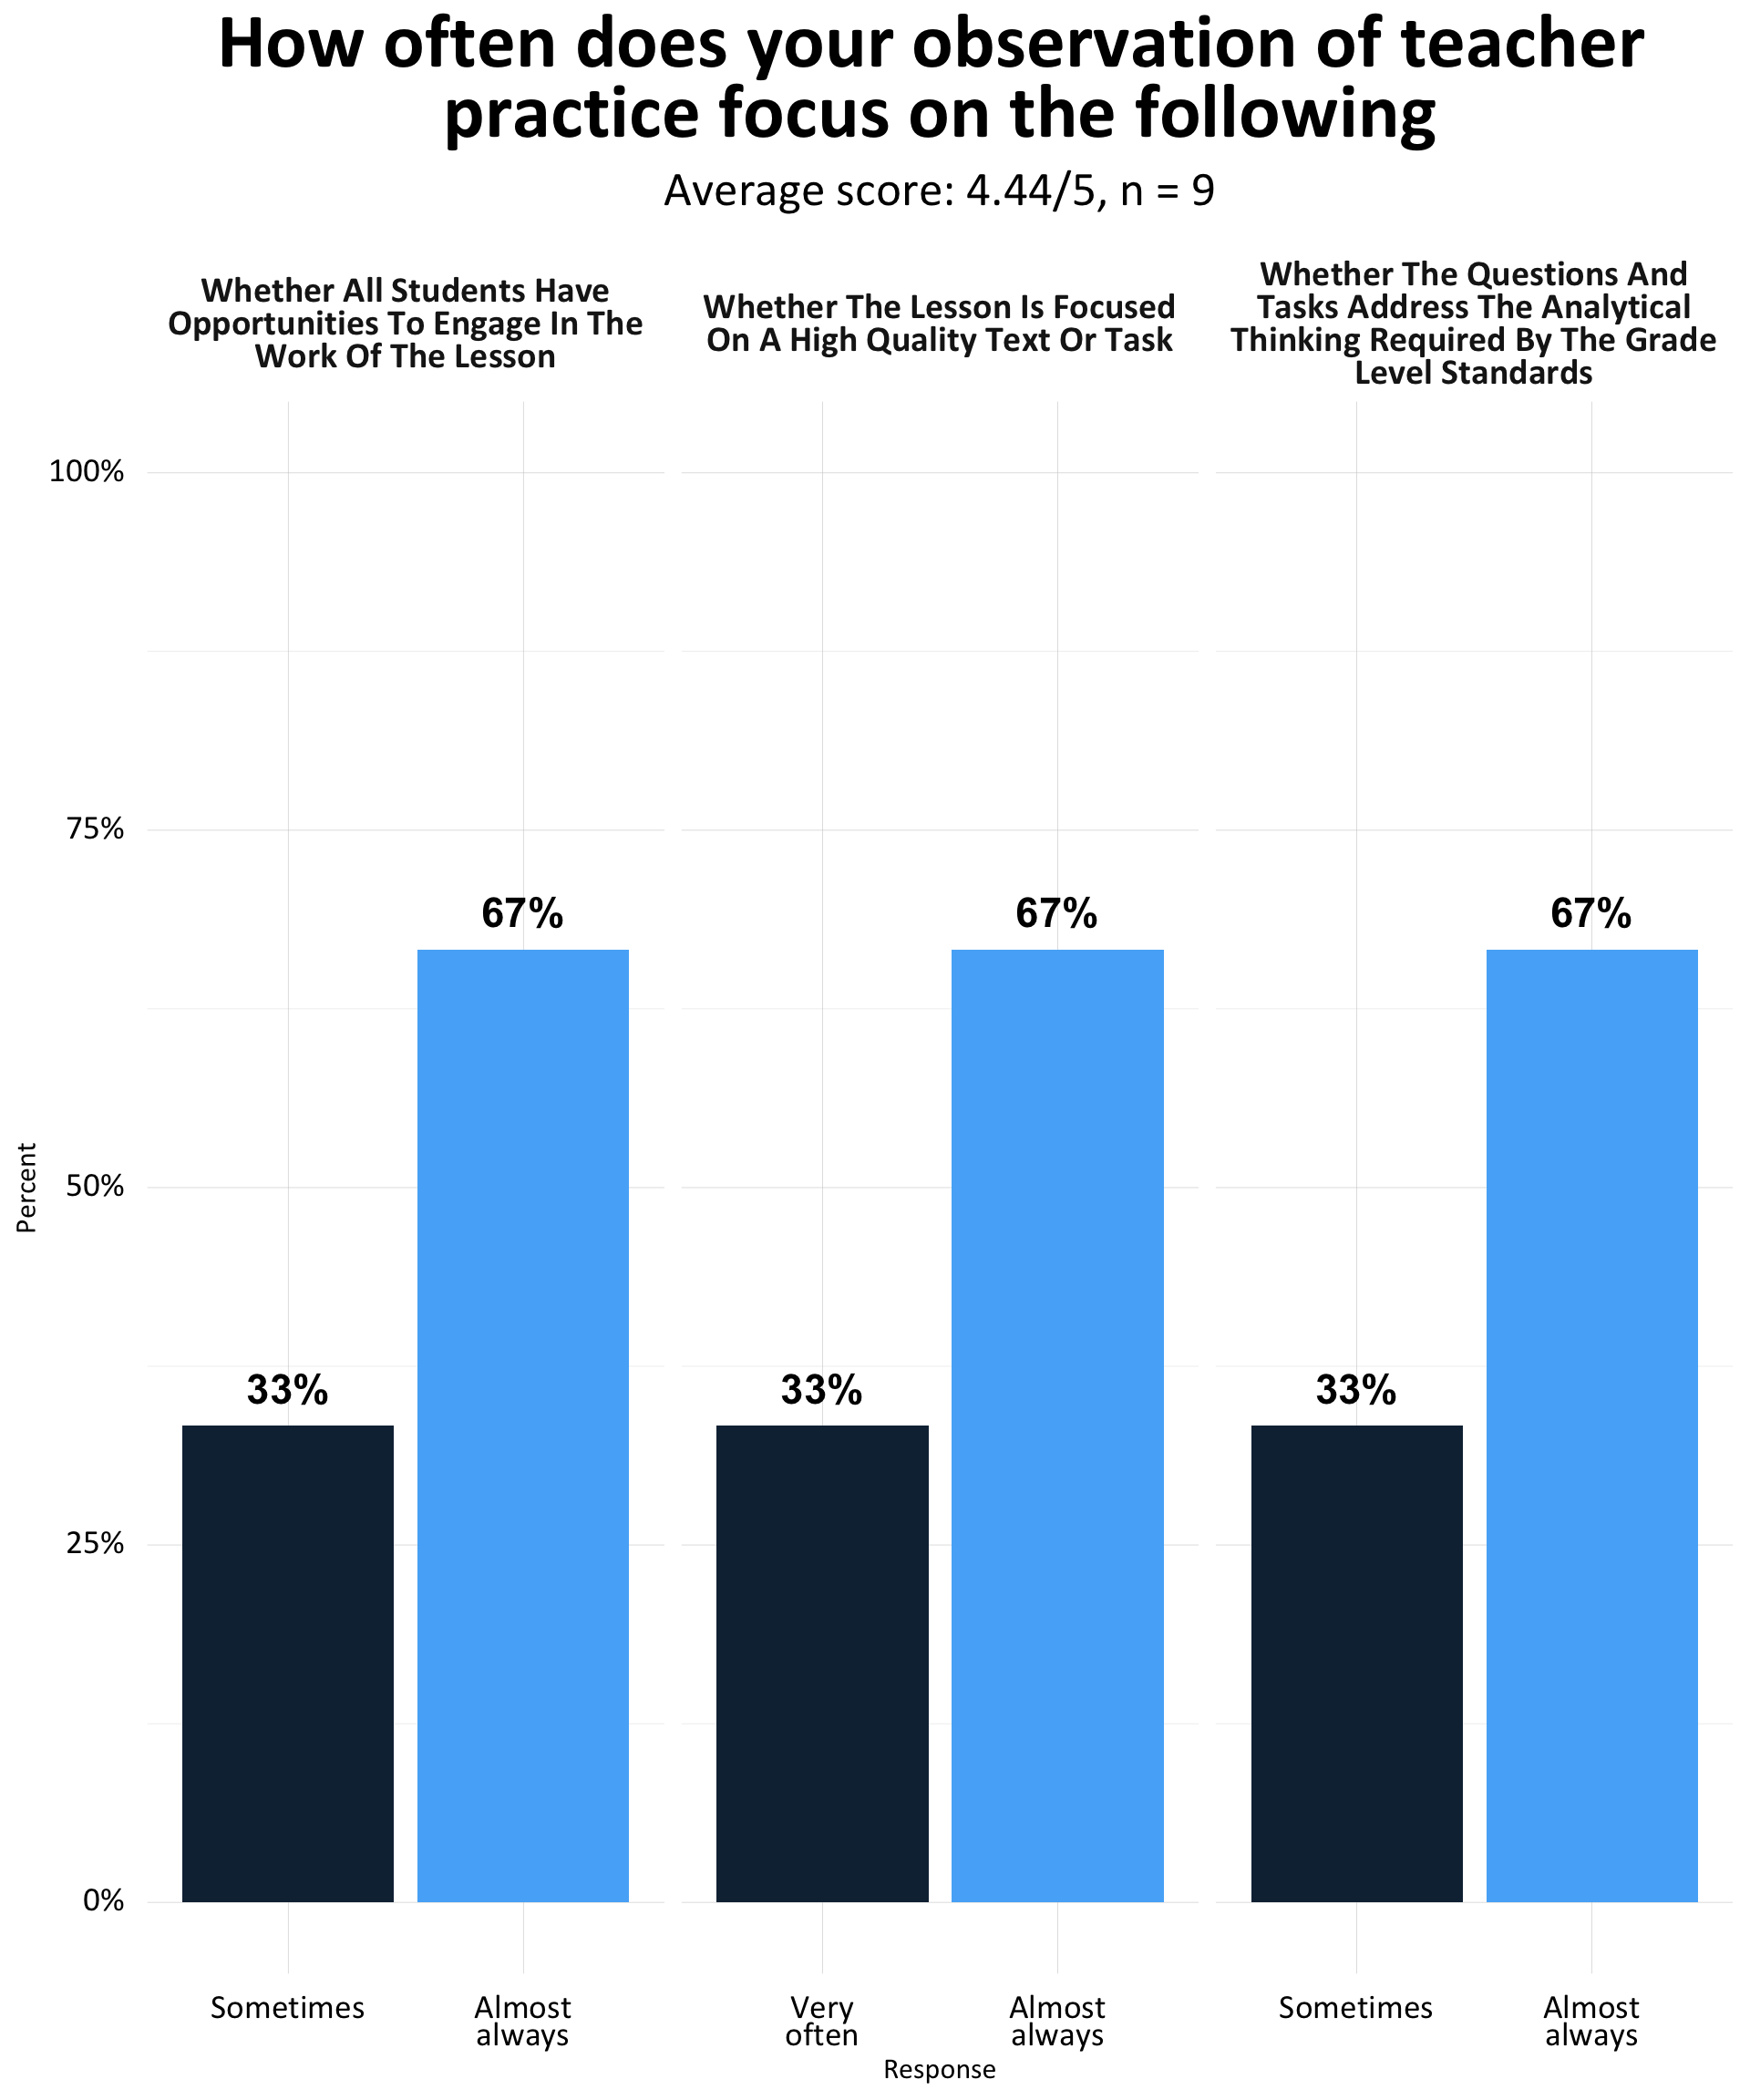 How often does your observation of teacher
practice focus on the following
Average score: 4.44/5, n = 9
Whether All Students Have
Opportunities To Engage In The
Work Of The Lesson
Whether The Lesson Is Focused
On A High Quality Text Or Task
Whether The Questions And
Tasks Address The Analytical
Thinking Required By The Grade
Level Standards
100%
75%
50%
25%
0%
Percent
33%
67%
33%
67%
33%
67%
Sometimes
Almost
always
Very
often
Almost
always
Sometimes
Almost
always
Response